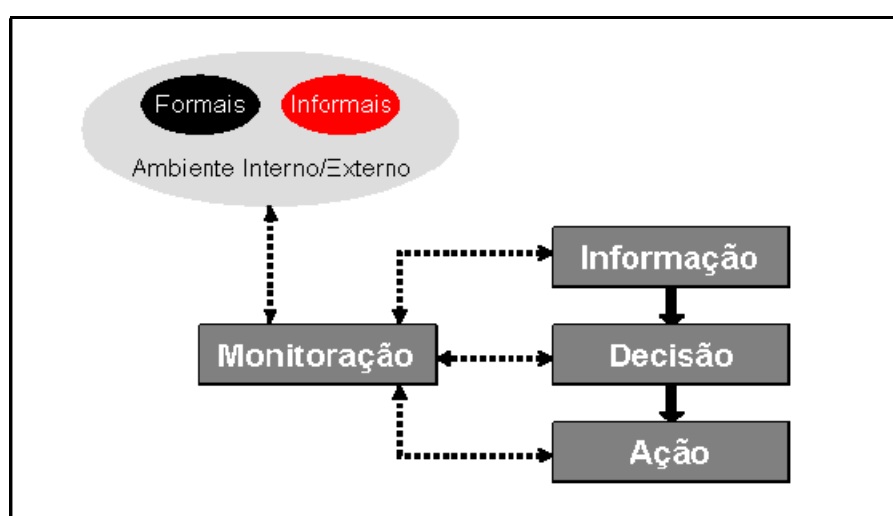 Formais
Informais
Ambiente Interno/Externo
Informação
Monitoração
Decisão
Ação